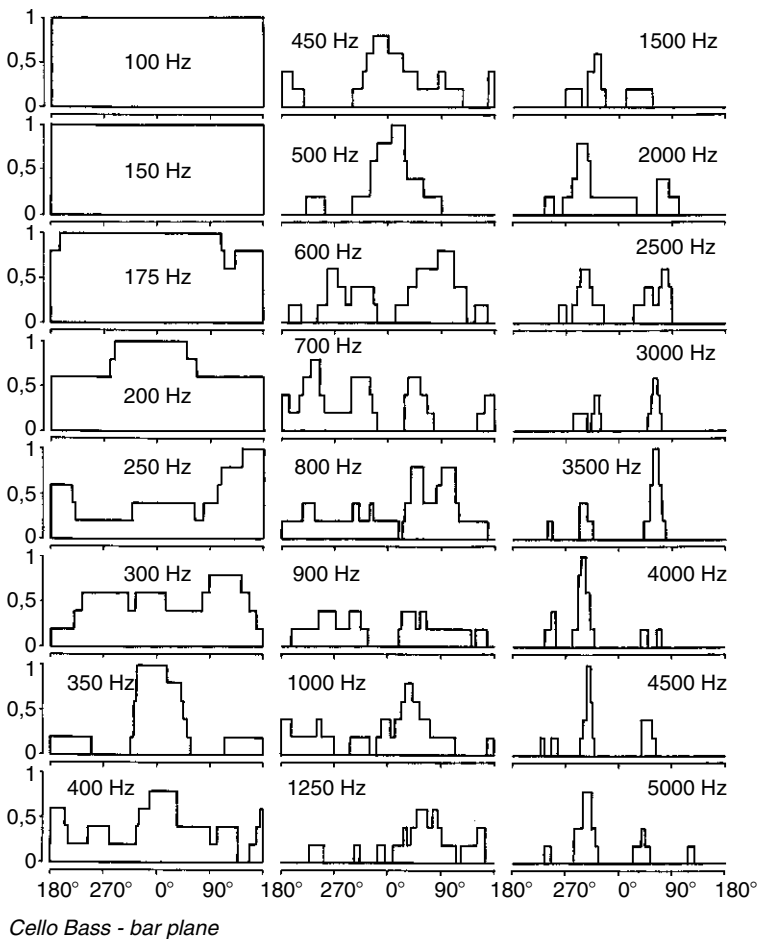 1
0,5
0
100 Hz
450 Hz
1500 Hz
1
0,5
0
150 Hz
500 Hz
2000 Hz
1
0,5
0
175 Hz
600 Hz
2500 Hz
1
0,5
0
200 Hz
700 Hz
3000 Hz
1
0,5
0
250 Hz
800 Hz
3500 Hz
1
0,5
0
300 Hz
900 Hz
4000 Hz
1
0,5
0
350 Hz
1000 Hz
4500 Hz
1
0,5
0
400 Hz
1250 Hz
5000 Hz
180° 270° 0° 90° 180° 270° 0° 90° 180° 270° 0° 90° 180°
Cello Bass - bar plane